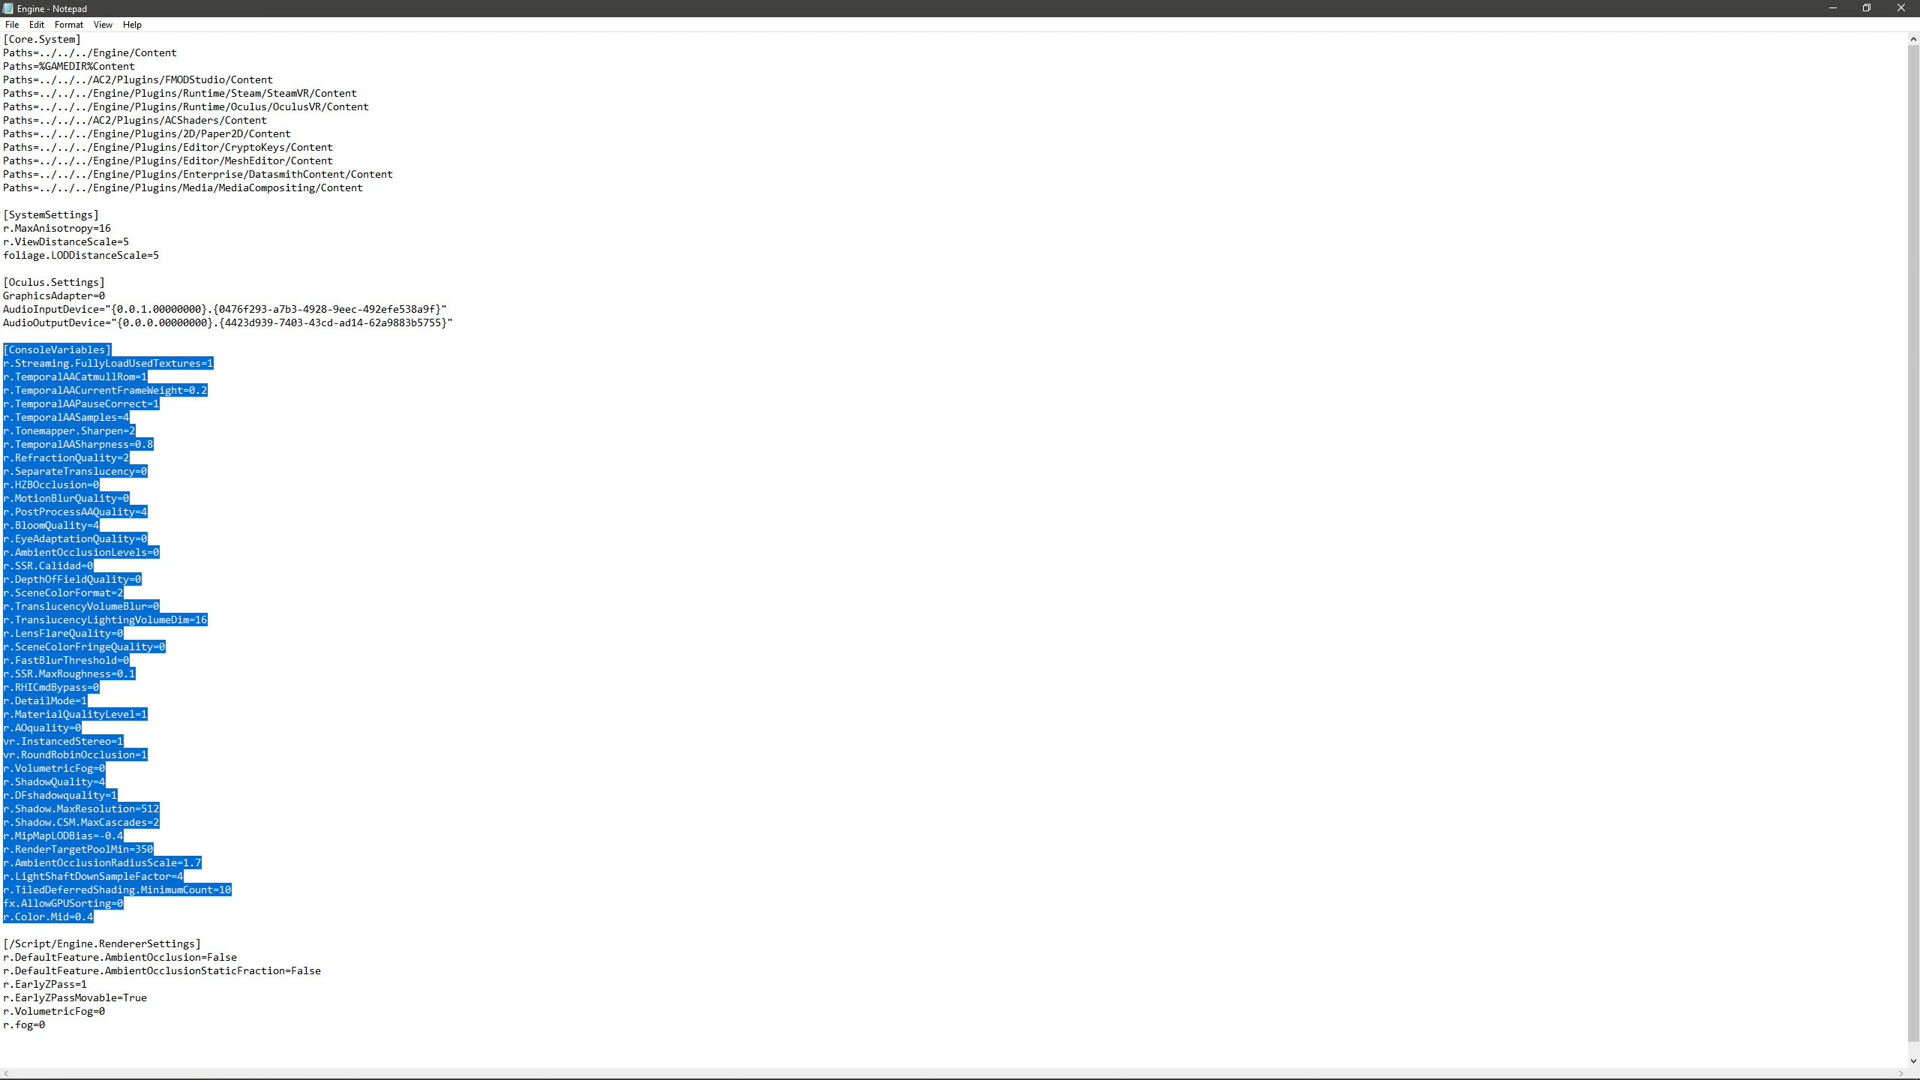 Engine - Notepad
File Edit Format View Help
[Core.System]
Paths=../../../Engine/Content
Paths=%GAMEDIR%Content
Paths=../../../AC2/Plugins/FMODStudio/Content
Paths=../../../Engine/Plugins/Runtime/Steam/SteamVR/Content
Paths=../../../Engine/Plugins/Runtime/Oculus/OculusVR/Content
Paths=../../../AC2/Plugins/ACShaders/Content
Paths=../../../Engine/Plugins/2D/Paper2D/Content
Paths=../../../Engine/Plugins/Editor/CryptoKeys/Content
Paths=../../../Engine/Plugins/Editor/MeshEditor/Content
Paths=../../../Engine/Plugins/Enterprise/DatasmithContent/Content
Paths=../../../Engine/Plugins/Media/MediaCompositing/Content
[SystemSettings]
r.MaxAnisotropy=16
r.ViewDistanceScale=5
foliage.LODDistanceScale=5
[Oculus.Settings]
GraphicsAdapter=0
AudioInputDevice="{0.0.1.00000000}.{0476f293-a7b3-4928-9eec-492efe538a9f}"
AudioOutputDevice="{0.0.0.00000000}.{4423d939-7403-43cd-ad14-62a9883b5755}"
[ConsoleVariables]
r.Streaming.FullyLoadUsedTextures=1
r.TemporalAACatmullRom=1
r.TemporalAACurrentFrameWeight=0.2
r.TemporalAAPauseCorrect=1
r.TemporalAASamples=4
r.Tonemapper.Sharpen=2
r.TemporalAASharpness=0.8
r.RefractionQuality=2
r.SeparateTranslucency=0
r.HZBOcclusion=0
r.MotionBlurQuality=0
r.PostProcessAAQuality=4
r.BloomQuality=4
r.EyeAdaptationQuality=0
r.AmbientOcclusionLevels=0
r.SSR.Calidad=0
r.DepthOfFieldQuality=0
r.SceneColorFormat=2
r.TranslucencyVolumeBlur=0
r.TranslucencyLightingVolumeDim=16
r.LensFlareQuality=0
r.SceneColorFringeQuality=0
r.FastBlurThreshold=0
r.SSR.MaxRoughness=0.1
r.RHICmdBypass=0
r.DetailMode=1
r.MaterialQualityLevel=1
r.AOquality=0
vr.InstancedStereo=1
vr.RoundRobinOcclusion=1
r.VolumetricFog=0
r.ShadowQuality=4
r.DFshadowquality=1
r.Shadow.MaxResolution=512
r.Shadow.CSM.MaxCascades=2
r.MipMapLODBias=-0.4
r.RenderTargetPoolMin=350
r.AmbientOcclusionRadiusScale=1.7
r.LightShaftDownSampleFactor=4
r.TiledDeferredShading.MinimumCount=10
fx.AllowGPUSorting=0
r.Color.Mid=0.4
[/Script/Engine.RendererSettings]
r.DefaultFeature.AmbientOcclusion=False
r.DefaultFeature.AmbientOcclusionStaticFraction=False
r.EarlyZPass=1
r.EarlyZPassMovable=True
r.VolumetricFog=0
r.fog=0